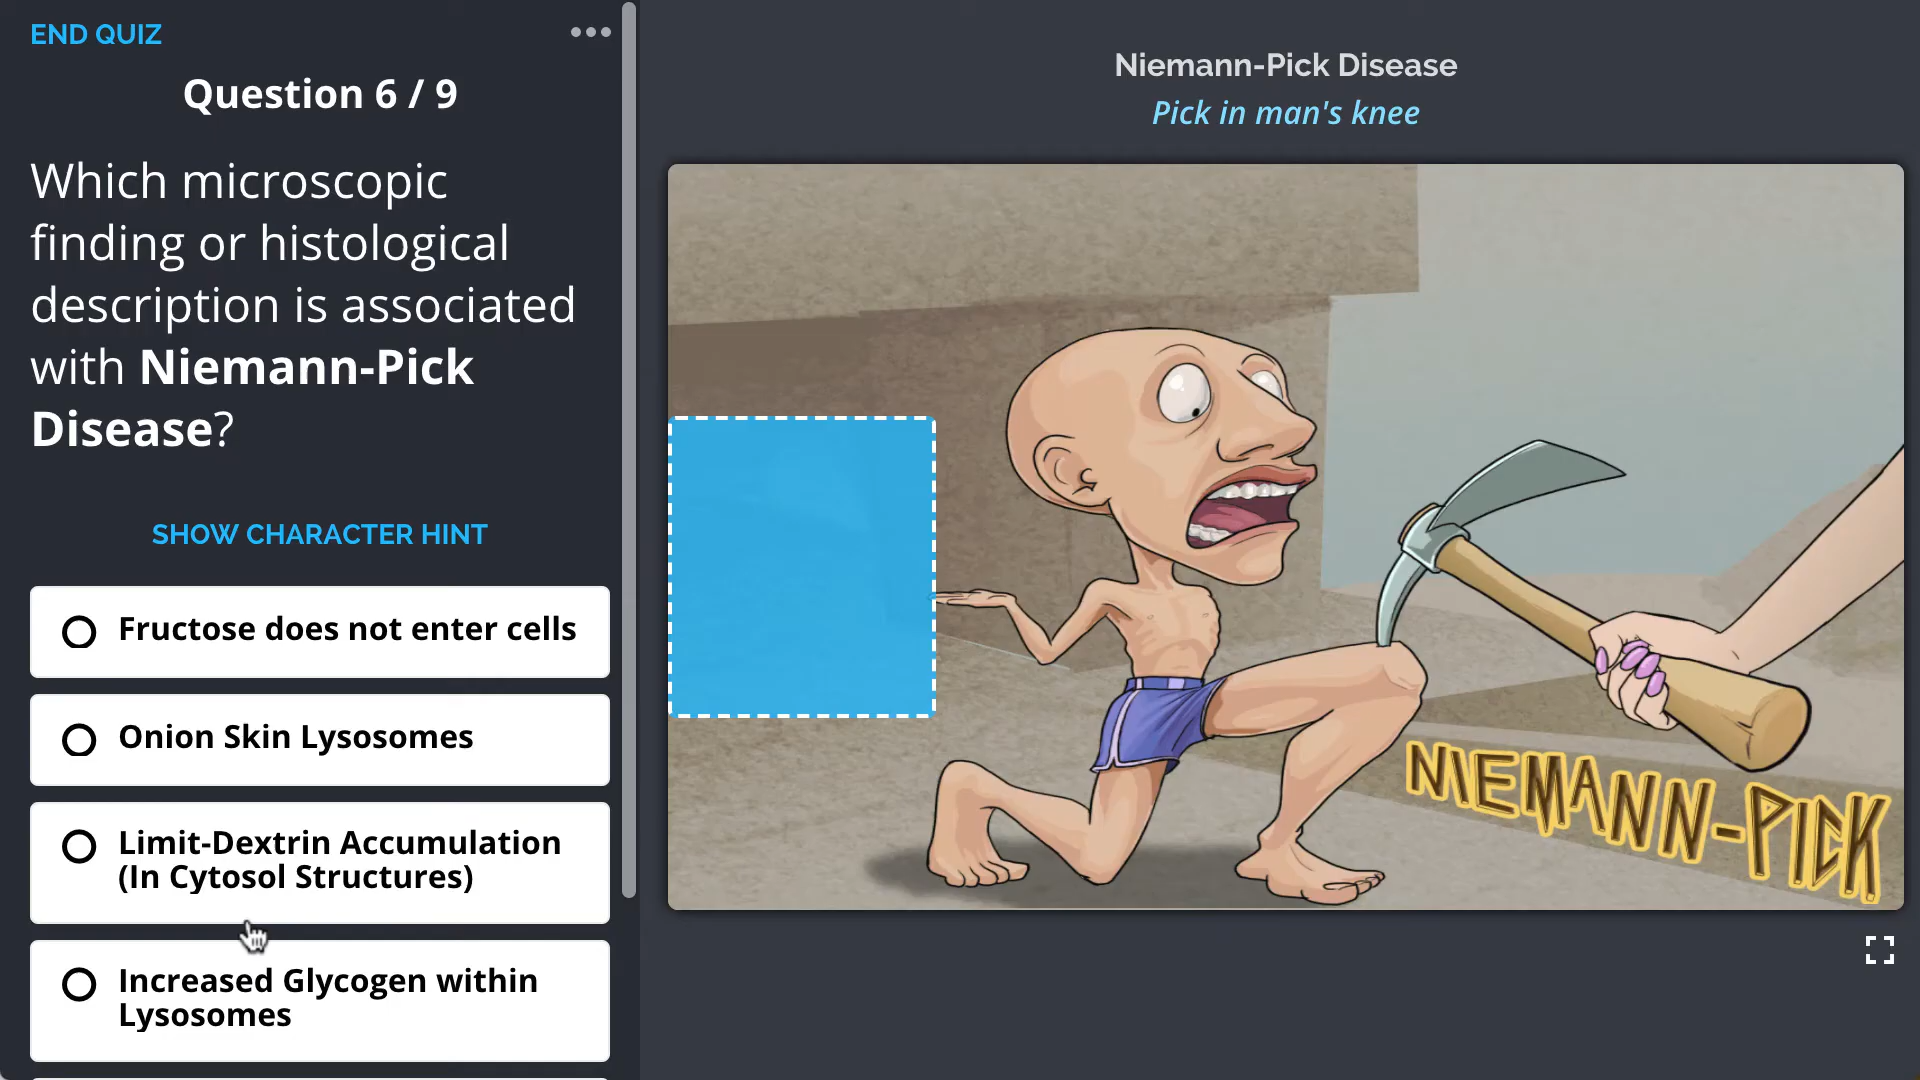 END QUIZ
Question 6 / 9
Which microscopic
finding or histological
description is associated
with Niemann-Pick
Disease?
SHOW CHARACTER HINT
Fructose does not enter cells
Onion Skin Lysosomes
Limit-Dextrin Accumulation
(In Cytosol Structures)
Increased Glycogen within
Lysosomes
Niemann-Pick Disease
Pick in man's knee
NIEMANN-PICK